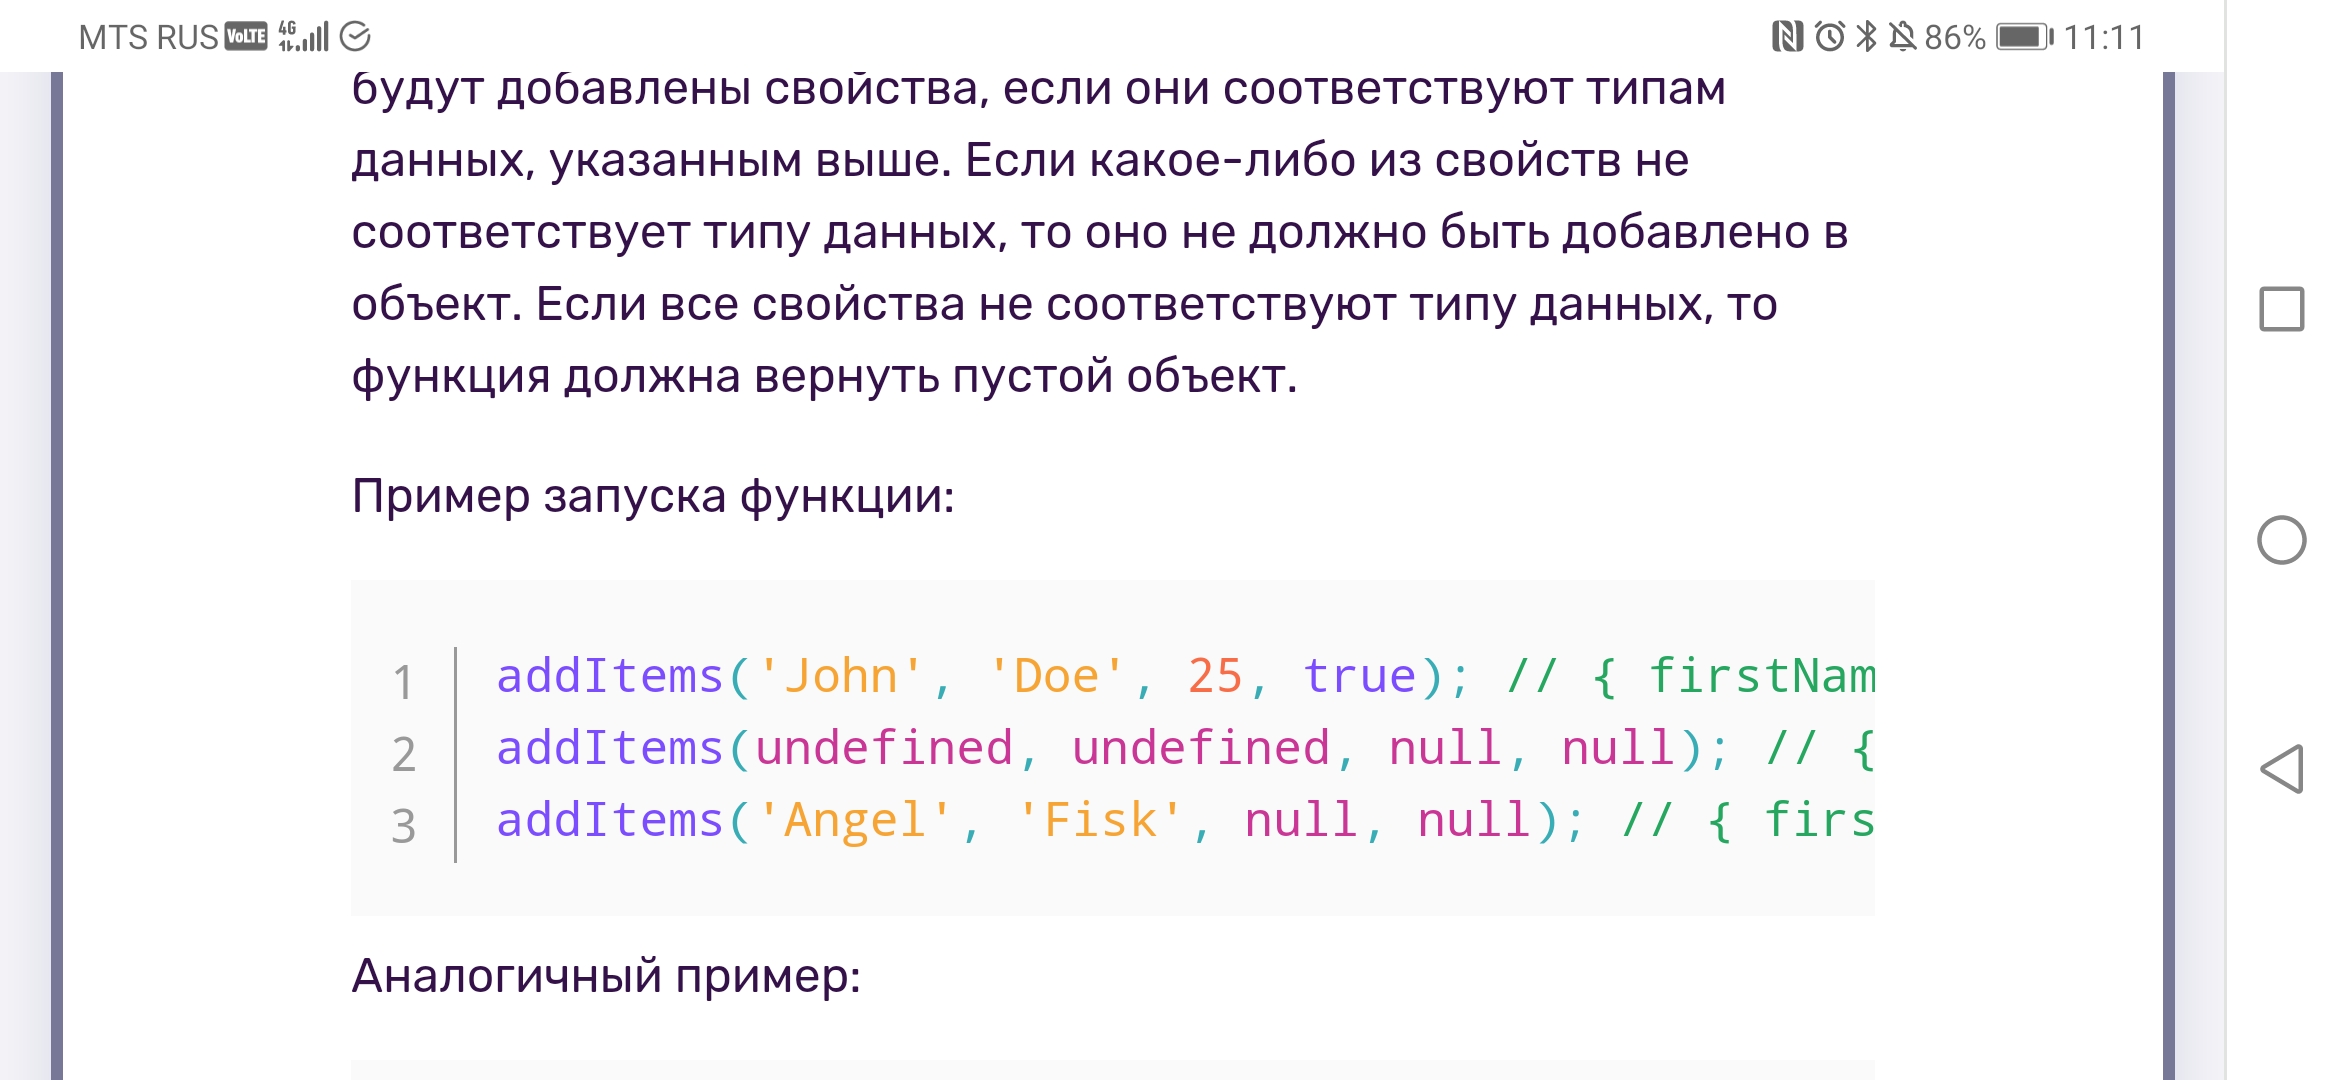 MTS RUS VoLTE 4G 86% 11:11
будут добавлены свойства, если они соответствуют типам
данных, указанным выше. Если какое-либо из свойств не
соответствует типу данных, то оно не должно быть добавлено в
объект. Если все свойства не соответствуют типу данных, то
функция должна вернуть пустой объект.
Пример запуска функции:
1 addItems('John', 'Doe', 25, true); // { firstNam
2 addItems(undefined, undefined, null, null); // {
3 addItems('Angel', 'Fisk', null, null); // { firs
Аналогичный пример: